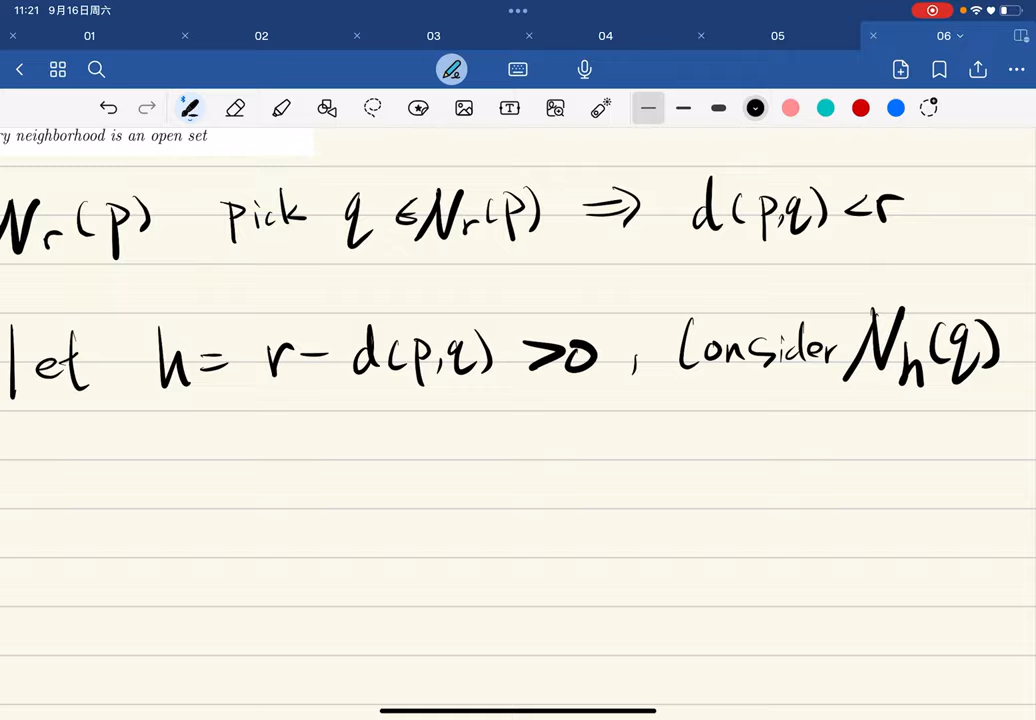 11:21 9月16日周六
01 02 03 04 05 06
ry neighborhood is an open set
Nr(p) pick q ∈ Nr(p) ⇒ d(p,q) < r
let h = r - d(p,q) > 0 , Consider Nh(q)